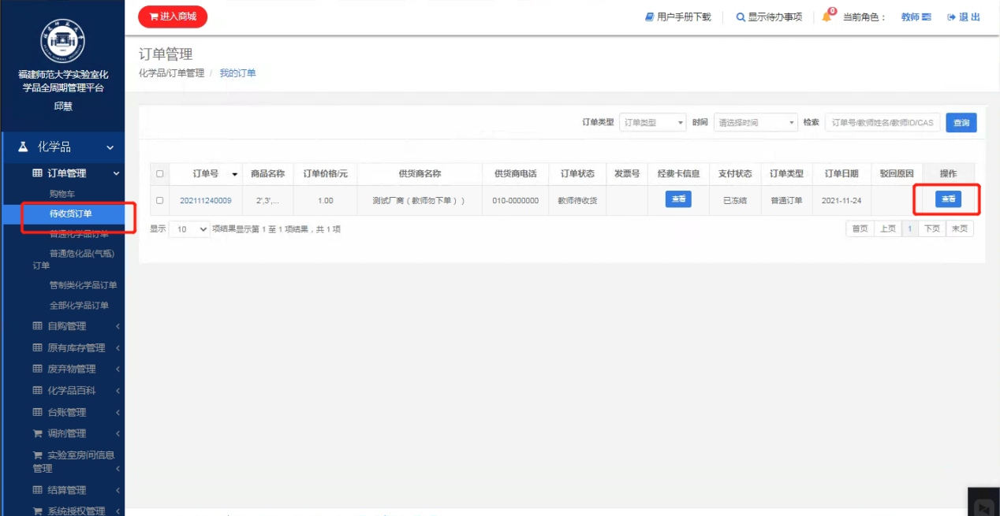 进入商城
用户手册下载
显示待办事项
0
当前角色：
教师
退出
福建师范大学实验室化
学品全周期管理平台
邱慧
化学品
订单管理
购物车
待收货订单
普通化学品订单
普通危化品(气瓶)
订单
管制类化学品订单
全部化学品订单
自购管理
原有库存管理
废弃物管理
化学品百科
台账管理
调剂管理
实验室房间信息
管理
结算管理
系统授权管理
订单管理
化学品/订单管理 / 我的订单
订单类型 订单类型 时间 请选择时间 检索 订单号/教师姓名/教师ID/CAS 查询
订单号 商品名称 订单价格/元 供货商名称 供货商电话 订单状态 发票号 经费卡信息 支付状态 订单类型 订单日期 驳回原因 操作
202111240009 2',3',... 1.00 测试厂商（教师勿下单）） 010-0000000 教师待收货 查看 已冻结 普通订单 2021-11-24 查看
显示 10 项结果显示第 1 至 1 项结果，共 1 项
首页 上页 1 下页 末页